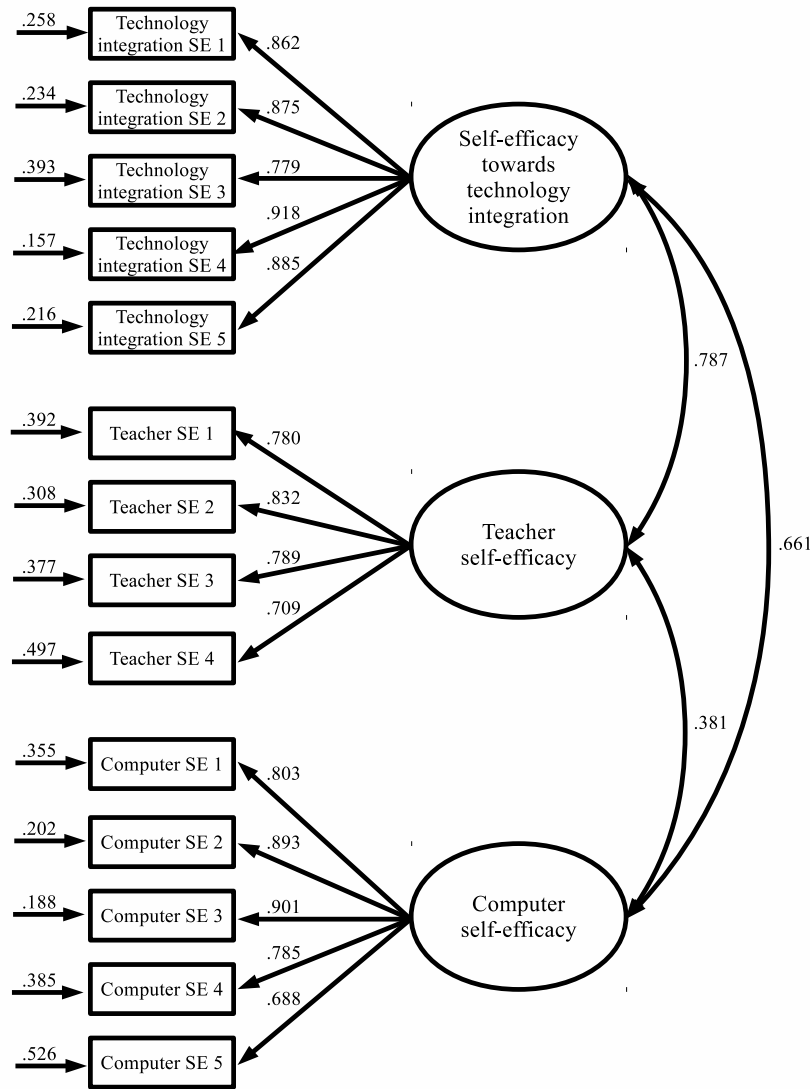 .258
Technology
integration SE 1
.862
.234
Technology
integration SE 2
.875
.393
Technology
integration SE 3
.779
.157
Technology
integration SE 4
.918
.216
Technology
integration SE 5
.885
Self-efficacy
towards
technology
integration
.787
.392
Teacher SE 1
.780
.308
Teacher SE 2
.832
.377
Teacher SE 3
.789
.497
Teacher SE 4
.709
Teacher
self-efficacy
.661
.381
.355
Computer SE 1
.803
.202
Computer SE 2
.893
.188
Computer SE 3
.901
.385
Computer SE 4
.785
.526
Computer SE 5
.688
Computer
self-efficacy